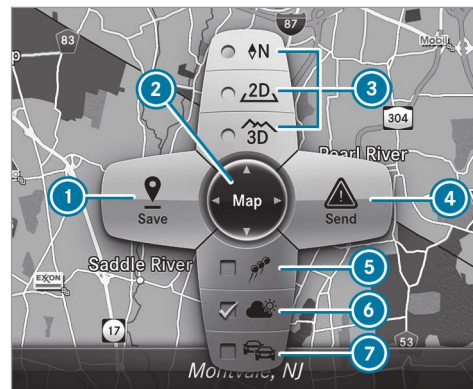 87
83
Mobil
N
2D
3D
2
3
304
Pearl River
1
Save
Map
Send
4
5
Saddle River
EXXON
6
17
7
53
Montvale, NJ